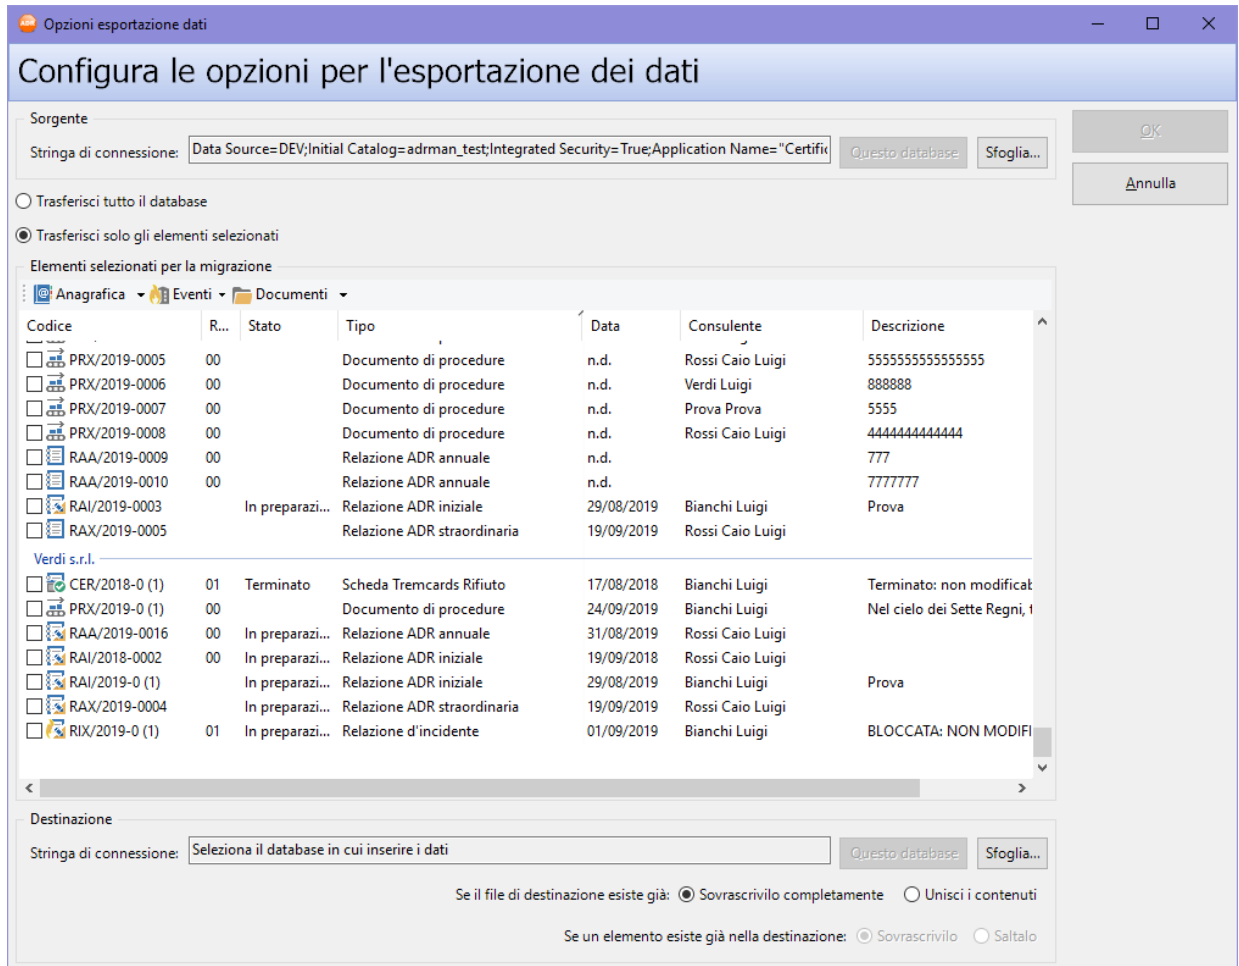 Opzioni esportazione dati
Configura le opzioni per l'esportazione dei dati
Sorgente
Stringa di connessione: Data Source=DEV;Initial Catalog=adrman_test;Integrated Security=True;Application Name="Certific Questo database Sfoglia...
OK
Annulla
Trasferisci tutto il database
Trasferisci solo gli elementi selezionati
Elementi selezionati per la migrazione
Anagrafica Eventi Documenti
Codice R... Stato Tipo Data Consulente Descrizione
PRX/2019-0005 00 Documento di procedure n.d. Rossi Caio Luigi 5555555555555555
PRX/2019-0006 00 Documento di procedure n.d. Verdi Luigi 888888
PRX/2019-0007 00 Documento di procedure n.d. Prova Prova 5555
PRX/2019-0008 00 Documento di procedure n.d. Rossi Caio Luigi 4444444444444
RAA/2019-0009 00 Relazione ADR annuale n.d. 777
RAA/2019-0010 00 Relazione ADR annuale n.d. 7777777
RAI/2019-0003 In preparazi... Relazione ADR iniziale 29/08/2019 Bianchi Luigi Prova
RAX/2019-0005 Relazione ADR straordinaria 19/09/2019 Rossi Caio Luigi
Verdi s.r.l.
CER/2018-0 (1) 01 Terminato Scheda Tremcards Rifiuto 17/08/2018 Bianchi Luigi Terminato: non modificab
PRX/2019-0 (1) 00 Documento di procedure 24/09/2019 Bianchi Luigi Nel cielo dei Sette Regni, t
RAA/2019-0016 00 In preparazi... Relazione ADR annuale 31/08/2019 Rossi Caio Luigi
RAI/2018-0002 00 In preparazi... Relazione ADR iniziale 19/09/2018 Rossi Caio Luigi
RAI/2019-0 (1) In preparazi... Relazione ADR iniziale 29/08/2019 Bianchi Luigi Prova
RAX/2019-0004 In preparazi... Relazione ADR straordinaria 19/09/2019 Rossi Caio Luigi
RIX/2019-0 (1) 01 In preparazi... Relazione d'incidente 01/09/2019 Bianchi Luigi BLOCCATA: NON MODIFI
Destinazione
Stringa di connessione: Seleziona il database in cui inserire i dati Questo database Sfoglia...
Se il file di destinazione esiste già: Sovrascrivilo completamente Unisci i contenuti
Se un elemento esiste già nella destinazione: Sovrascrivilo Saltalo